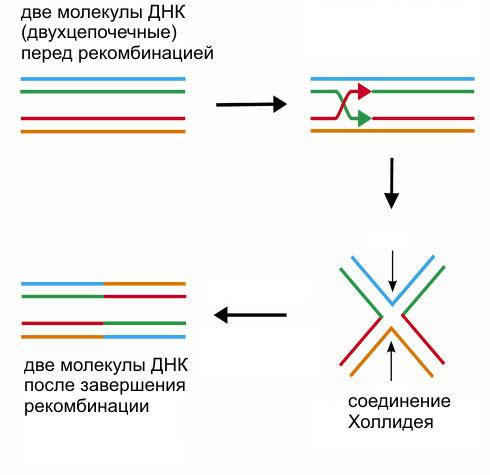 две молекулы ДНК
(двухцепочечные)
перед рекомбинацией
две молекулы ДНК
после завершения
рекомбинации
соединение
Холлидея